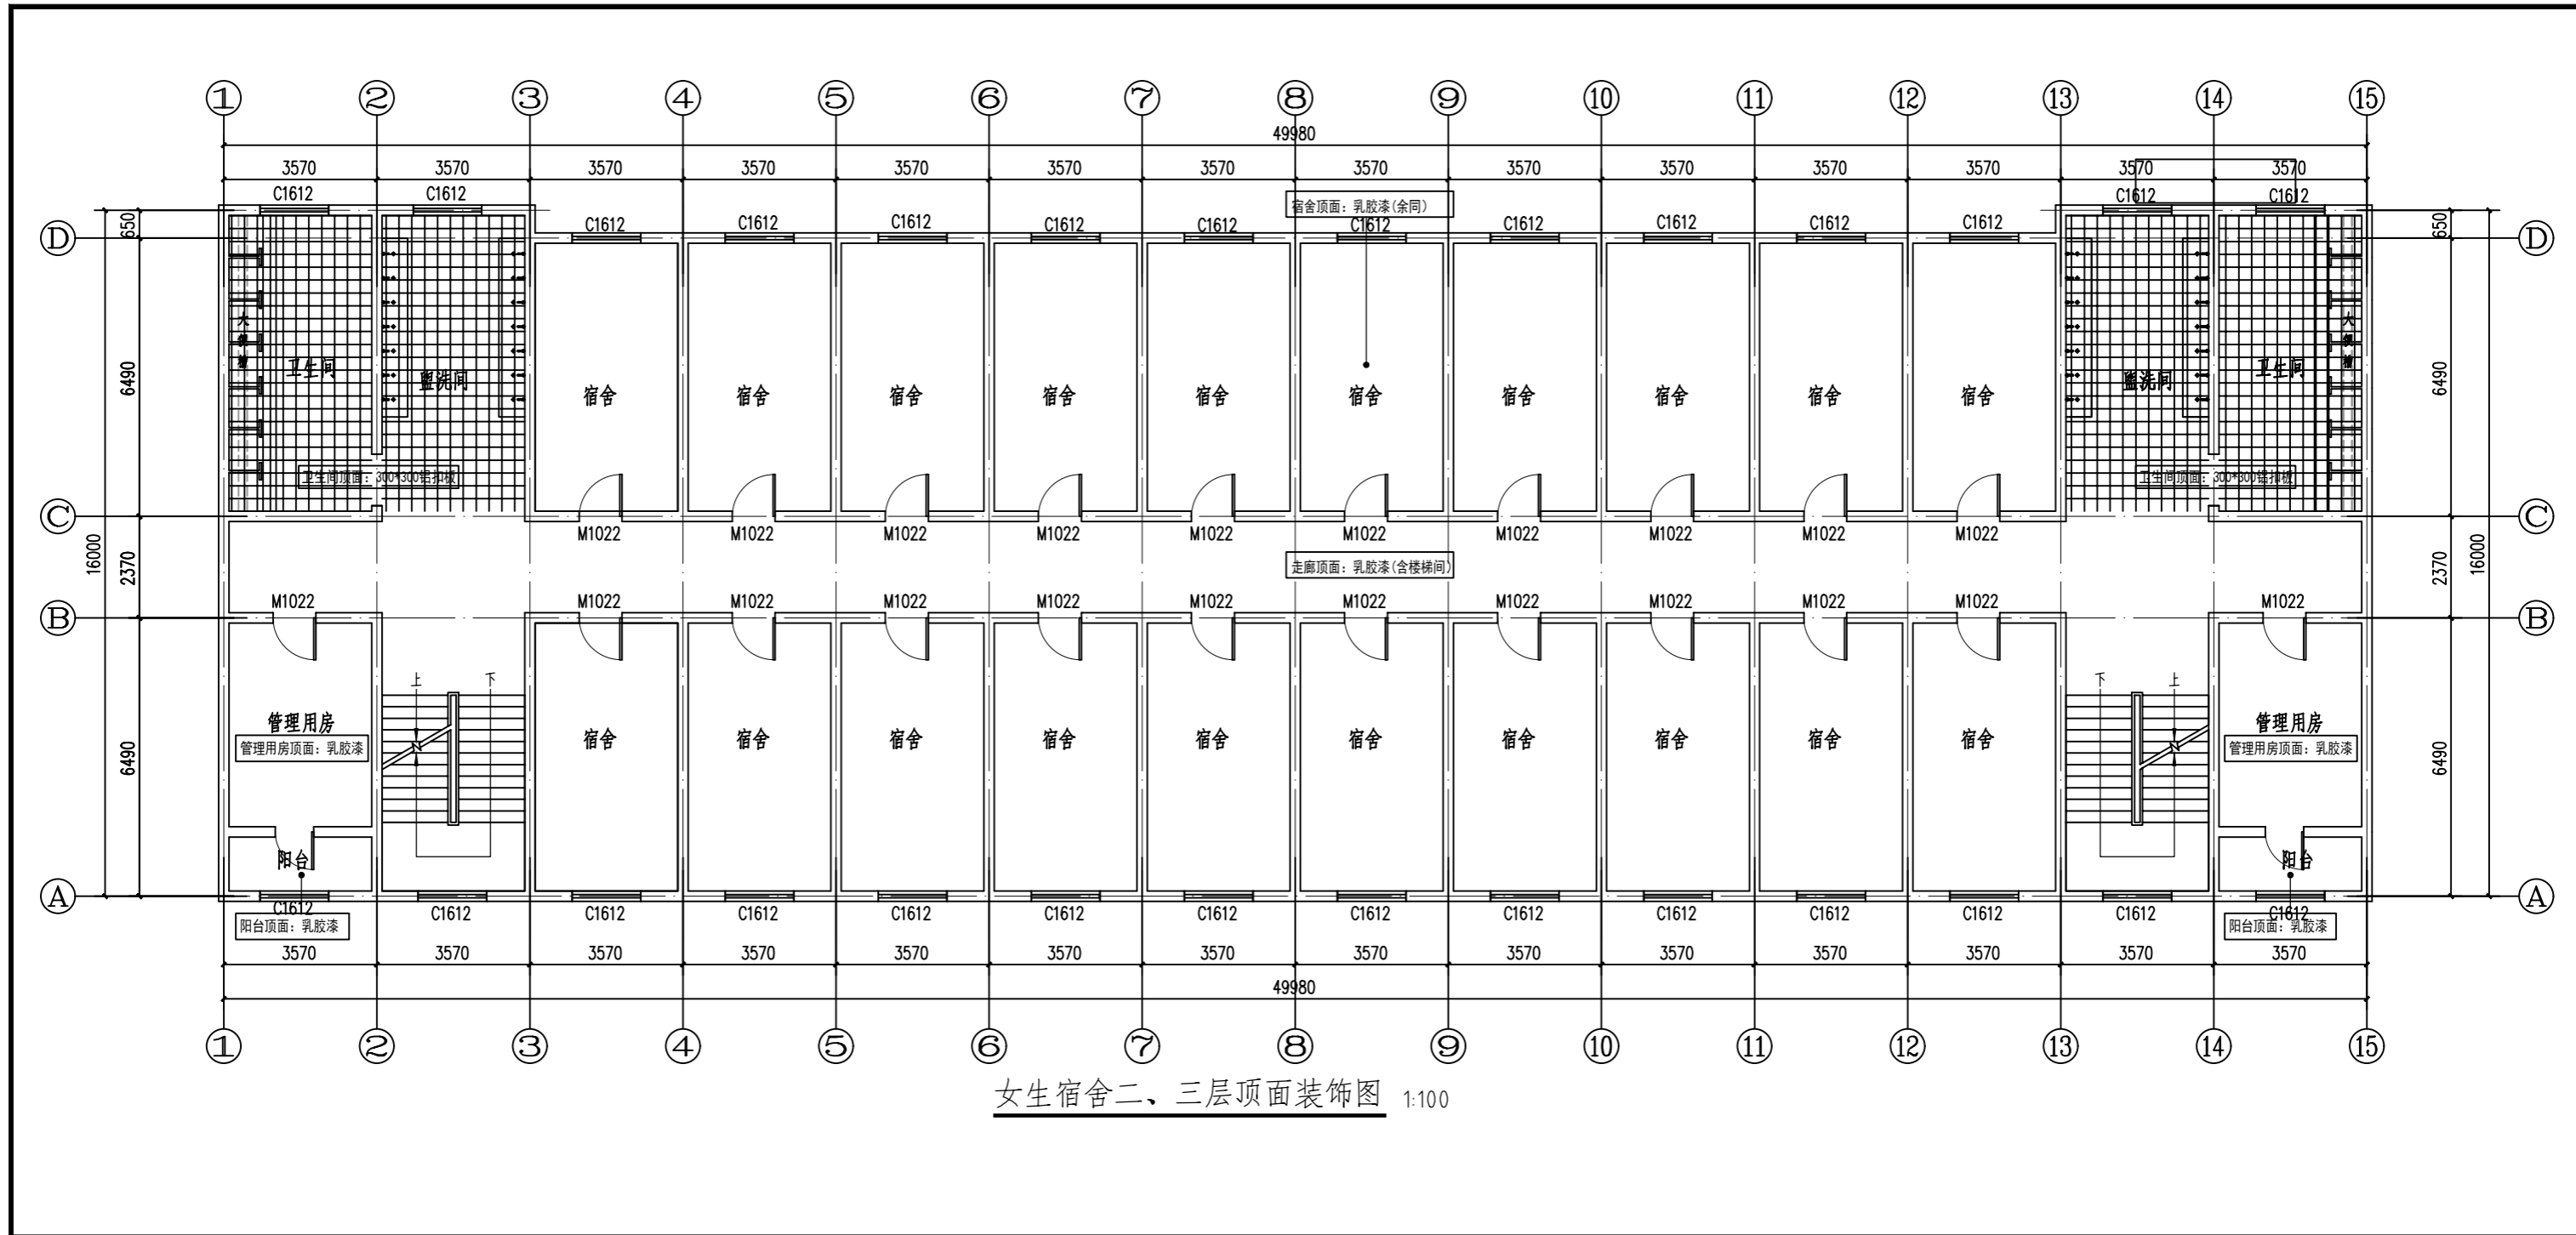 ① ② ③ ④ ⑤ ⑥ ⑦ ⑧ ⑨ ⑩ ⑪ ⑫ ⑬ ⑭ ⑮
49980
3570 3570 3570 3570 3570 3570 3570 3570 3570 3570 3570 3570 3570 3570
C1612 C1612 C1612 C1612
宿舍顶面：乳胶漆(余同)
C1612 C1612 C1612 C1612 C1612 C1612 C1612 C1612 C1612 C1612
650 650
D D
大便槽 大便槽
卫生间 盥洗间 盥洗间 卫生间
6490 6490
宿舍 宿舍 宿舍 宿舍 宿舍 宿舍 宿舍 宿舍 宿舍 宿舍
卫生间顶面：300*300铝扣板 卫生间顶面：300*300铝扣板
C C
M1022 M1022 M1022 M1022 M1022 M1022 M1022 M1022 M1022 M1022
16000 2370 2370 16000
走廊顶面：乳胶漆(含楼梯间)
M1022 M1022 M1022 M1022 M1022 M1022 M1022 M1022 M1022 M1022 M1022 M1022
B B
上 下 下 上
管理用房 管理用房
管理用房顶面：乳胶漆 管理用房顶面：乳胶漆
宿舍 宿舍 宿舍 宿舍 宿舍 宿舍 宿舍 宿舍 宿舍 宿舍
6490 6490
阳台 阳台
A A
C1612 C1612 C1612 C1612 C1612 C1612 C1612 C1612 C1612 C1612 C1612 C1612 C1612 C1612
阳台顶面：乳胶漆 阳台顶面：乳胶漆
3570 3570 3570 3570 3570 3570 3570 3570 3570 3570 3570 3570 3570 3570
49980
① ② ③ ④ ⑤ ⑥ ⑦ ⑧ ⑨ ⑩ ⑪ ⑫ ⑬ ⑭ ⑮
女生宿舍二、三层顶面装饰图 1:100